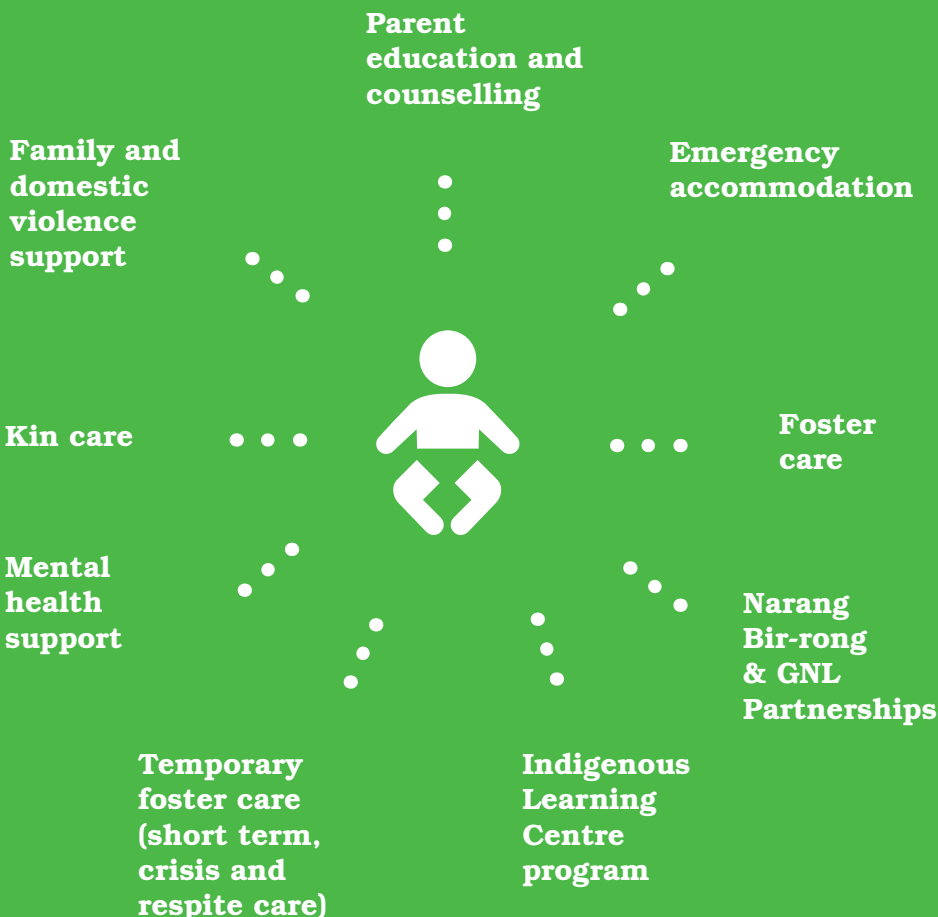 Parent
education and
counselling
Family and
domestic
violence
support
Emergency
accommodation
Kin care
Foster
care
Mental
health
support
Narang
Bir-rong
& GNL
Partnerships
Temporary
foster care
(short term,
crisis and
respite care)
Indigenous
Learning
Centre
program